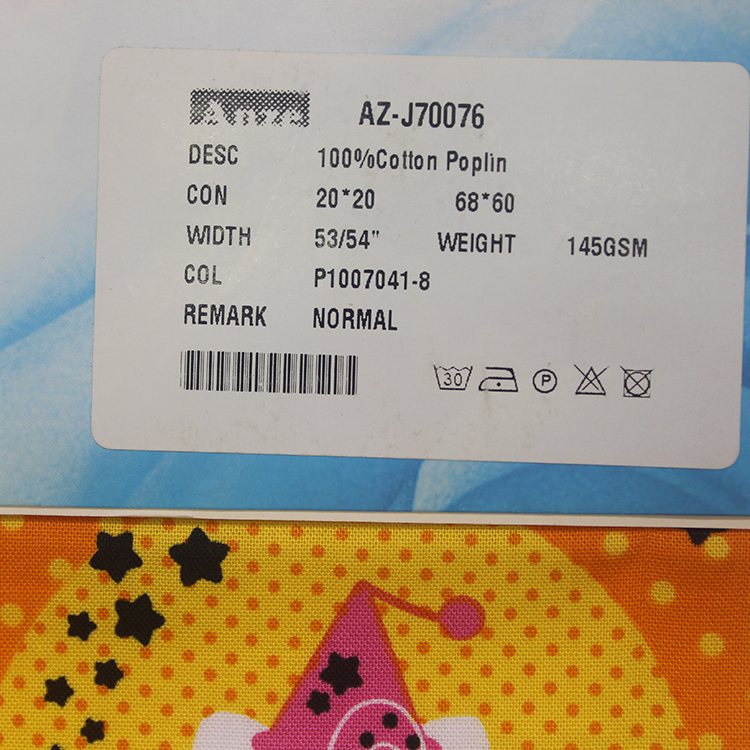 Anze AZ-J70076
DESC 100%Cotton Poplin
CON 20*20 68*60
WIDTH 53/54" WEIGHT 145GSM
COL P1007041-8
REMARK NORMAL
30 P